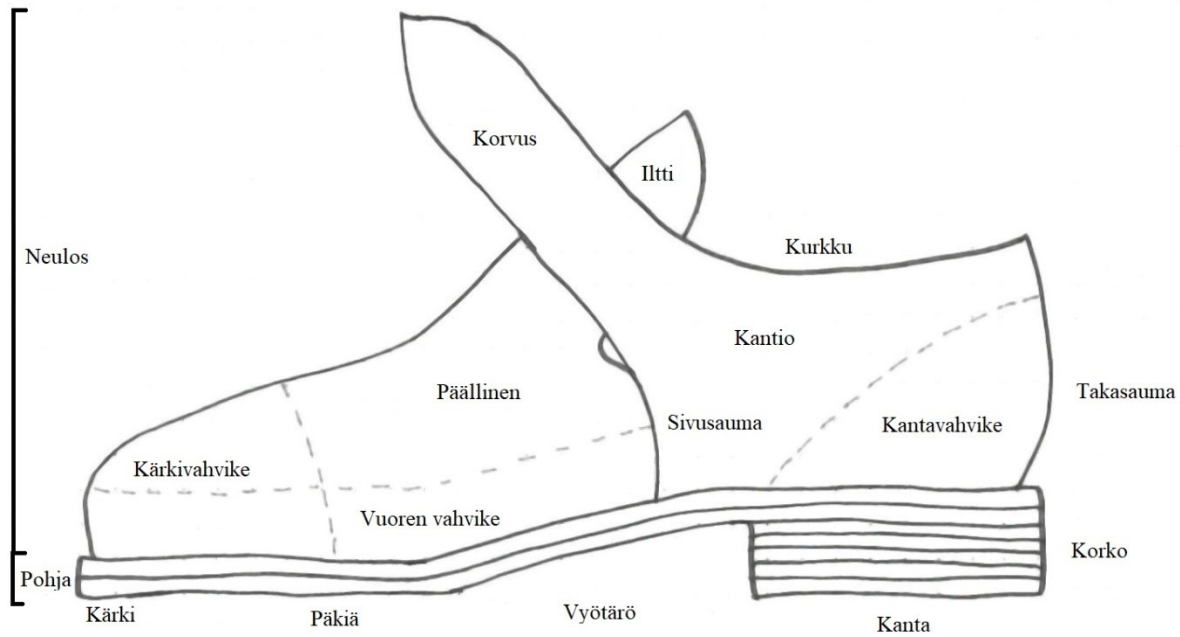 Korvus
Iltti
Neulos
Kurkku
Kantio
Päällinen
Takasauma
Sivusauma
Kantavahvike
Kärkivahvike
Vuoren vahvike
Korko
Pohja
Kärki
Päkiä
Vyötärö
Kanta